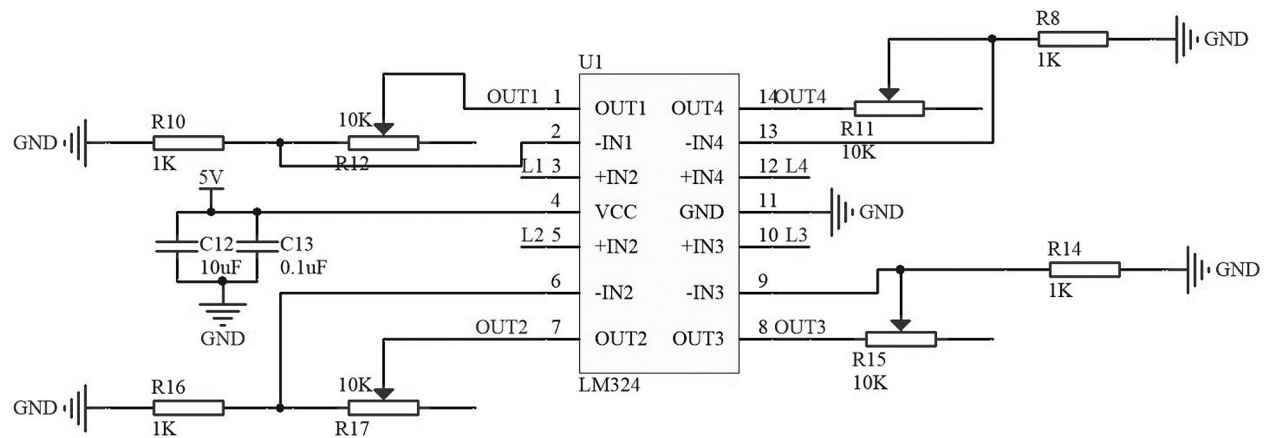 R8
GND
1K
U1
OUT1 1
OUT1
OUT4
14 OUT4
10K
R11
10K
R10
GND
1K
R12
2
-IN1
-IN4
13
L1 3
+IN2
+IN4
12 L4
5V
4
VCC
GND
11
GND
L2 5
+IN2
+IN3
10 L3
C12
10uF
C13
0.1uF
GND
R14
GND
1K
6
-IN2
-IN3
9
OUT2 7
OUT2
OUT3
8 OUT3
R15
10K
LM324
R16
GND
1K
10K
R17